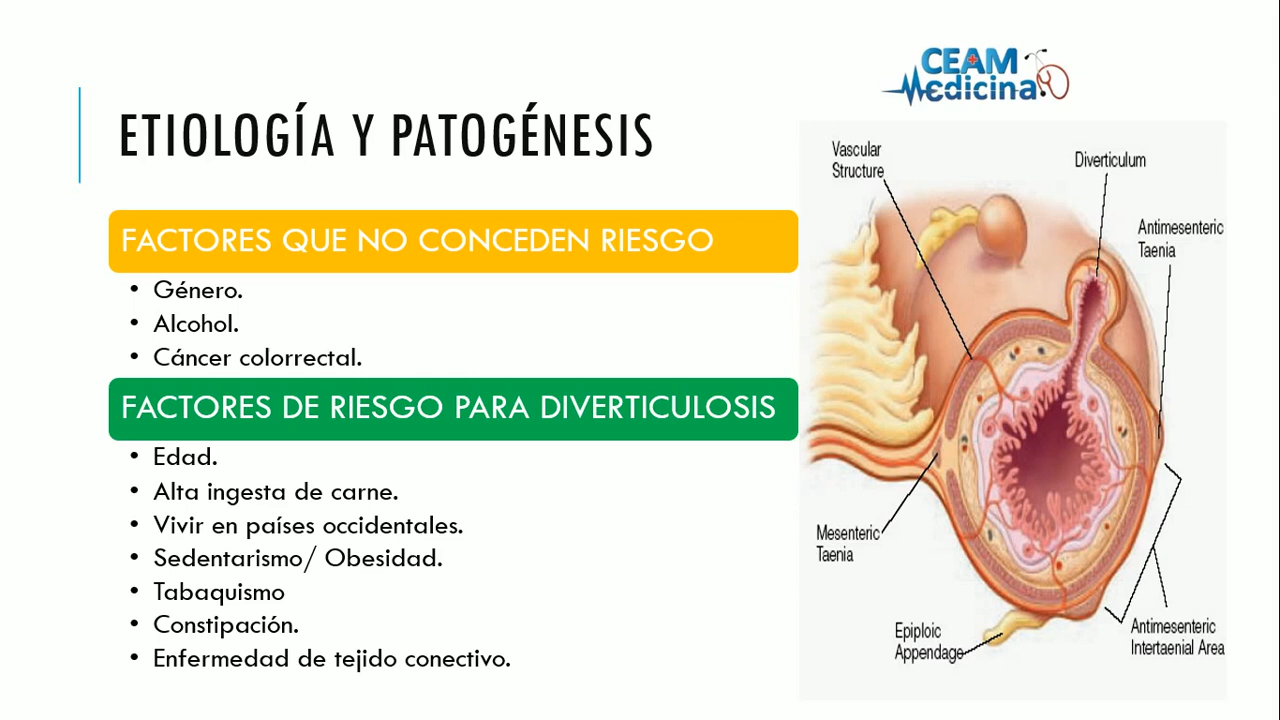 CEAM
Medicina
ETIOLOGÍA Y PATOGÉNESIS
FACTORES QUE NO CONCEDEN RIESGO
• Género.
• Alcohol.
• Cáncer colorrectal.
FACTORES DE RIESGO PARA DIVERTICULOSIS
• Edad.
• Alta ingesta de carne.
• Vivir en países occidentales.
• Sedentarismo/ Obesidad.
• Tabaquismo
• Constipación.
• Enfermedad de tejido conectivo.
Vascular
Structure
Diverticulum
Antimesenteric
Taenia
Mesenteric
Taenia
Epiploic
Appendage
Antimesenteric
Intertaenial Area